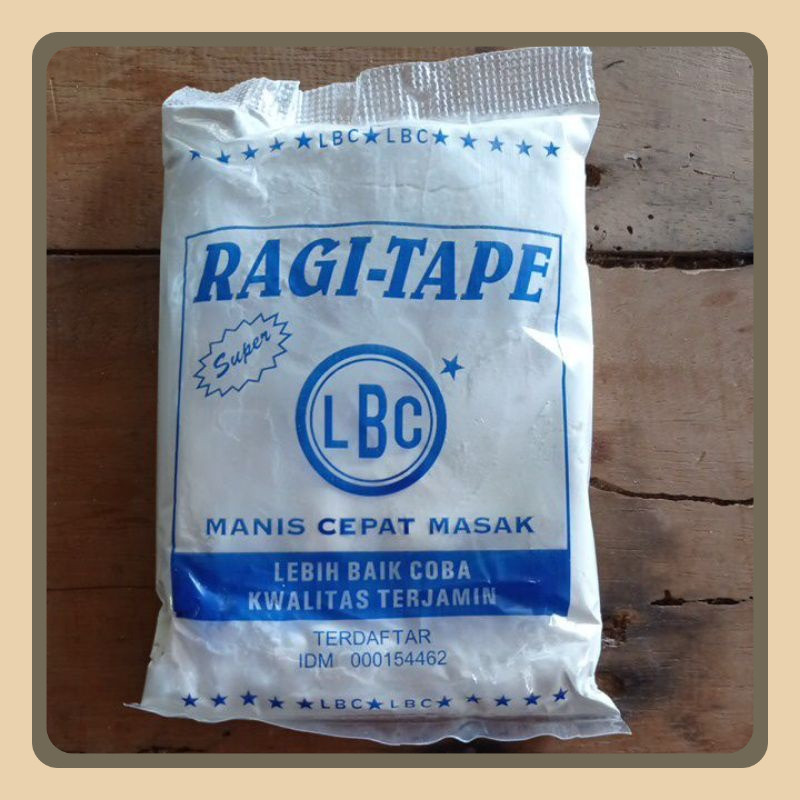 ★★★★★LBC★LBC★★★★★
RAGI-TAPE
Super
LBC
MANIS CEPAT MASAK
LEBIH BAIK COBA
KWALITAS TERJAMIN
TERDAFTAR
IDM 000154462
★★★★★LBC★LBC★★★★★